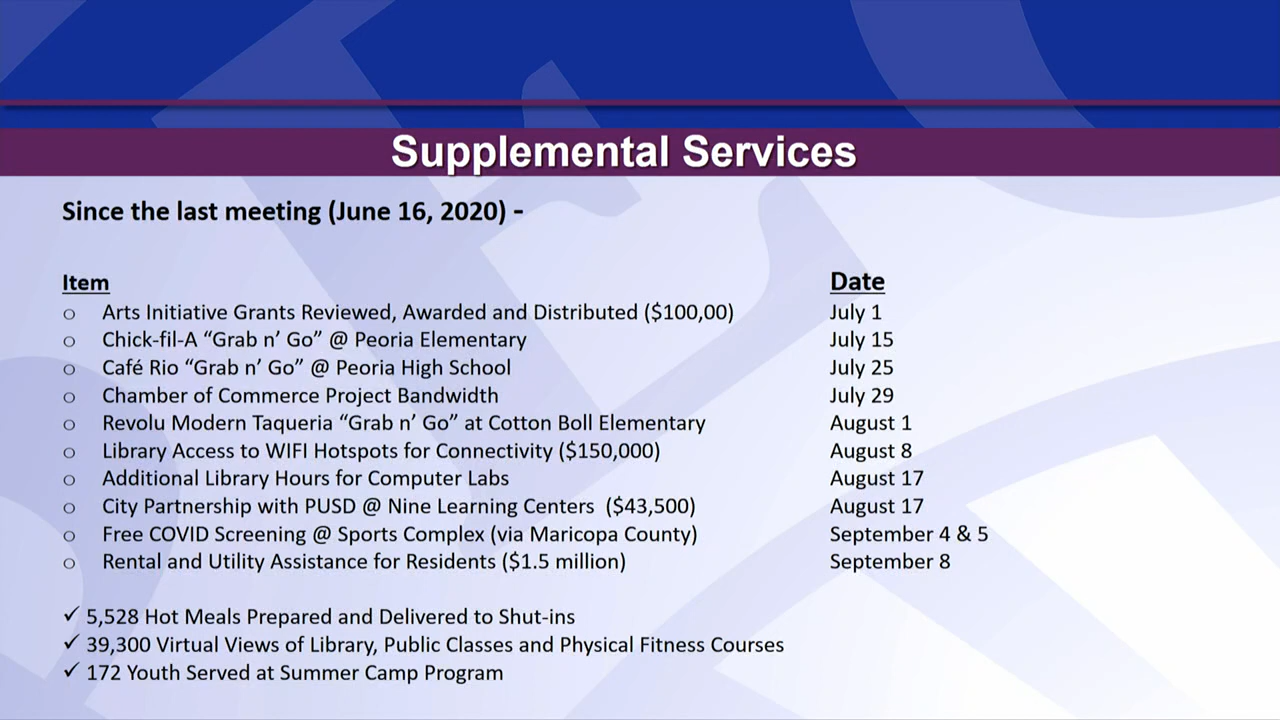 Supplemental Services
Since the last meeting (June 16, 2020) -
Item Date
o Arts Initiative Grants Reviewed, Awarded and Distributed ($100,00) July 1
o Chick-fil-A “Grab n’ Go” @ Peoria Elementary July 15
o Café Rio “Grab n’ Go” @ Peoria High School July 25
o Chamber of Commerce Project Bandwidth July 29
o Revolu Modern Taqueria “Grab n’ Go” at Cotton Boll Elementary August 1
o Library Access to WIFI Hotspots for Connectivity ($150,000) August 8
o Additional Library Hours for Computer Labs August 17
o City Partnership with PUSD @ Nine Learning Centers ($43,500) August 17
o Free COVID Screening @ Sports Complex (via Maricopa County) September 4 & 5
o Rental and Utility Assistance for Residents ($1.5 million) September 8
✓ 5,528 Hot Meals Prepared and Delivered to Shut-ins
✓ 39,300 Virtual Views of Library, Public Classes and Physical Fitness Courses
✓ 172 Youth Served at Summer Camp Program